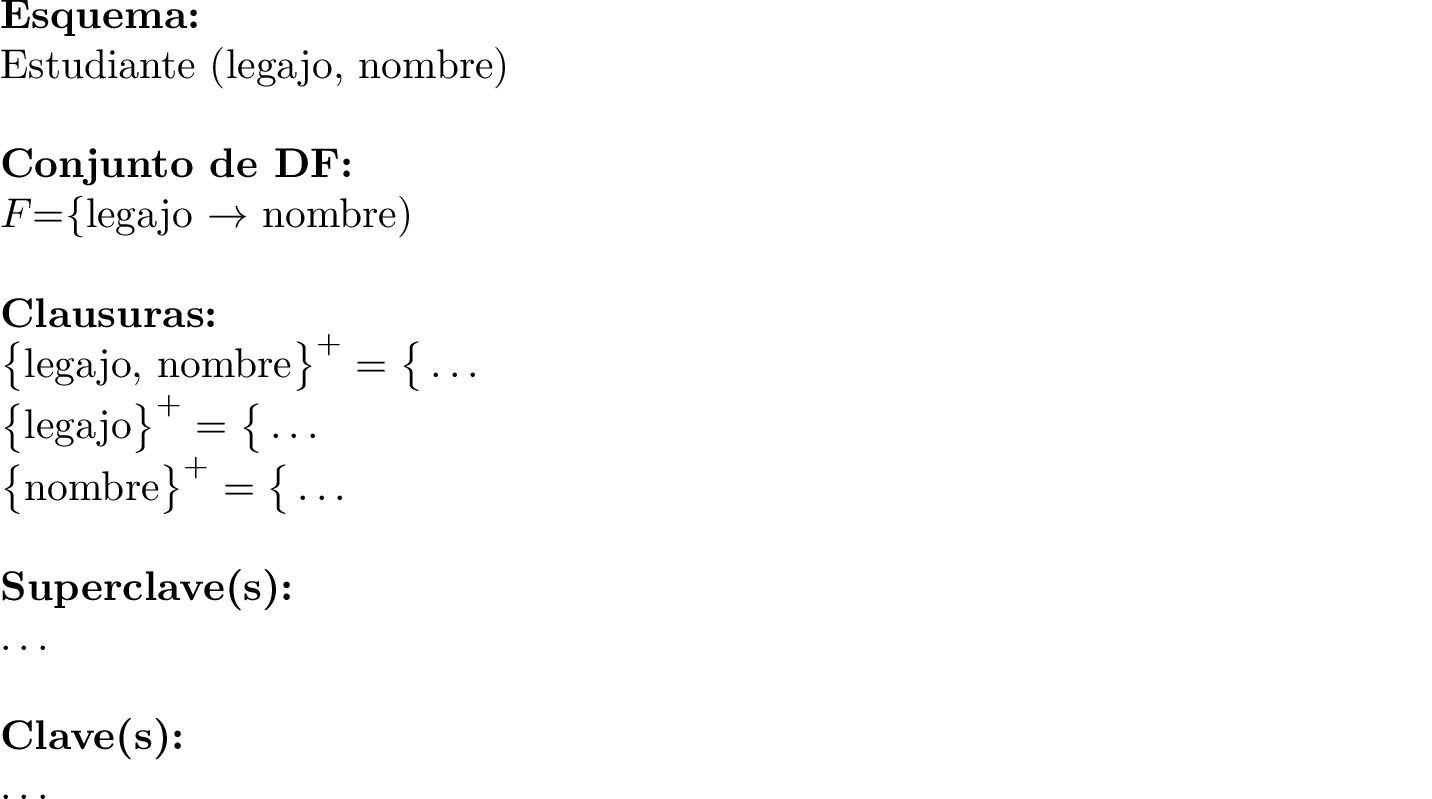 Esquema:
Estudiante (legajo, nombre)
Conjunto de DF:
F={legajo → nombre)
Clausuras:
{legajo, nombre}⁺ = { …
{legajo}⁺ = { …
{nombre}⁺ = { …
Superclave(s):
…
Clave(s):
…